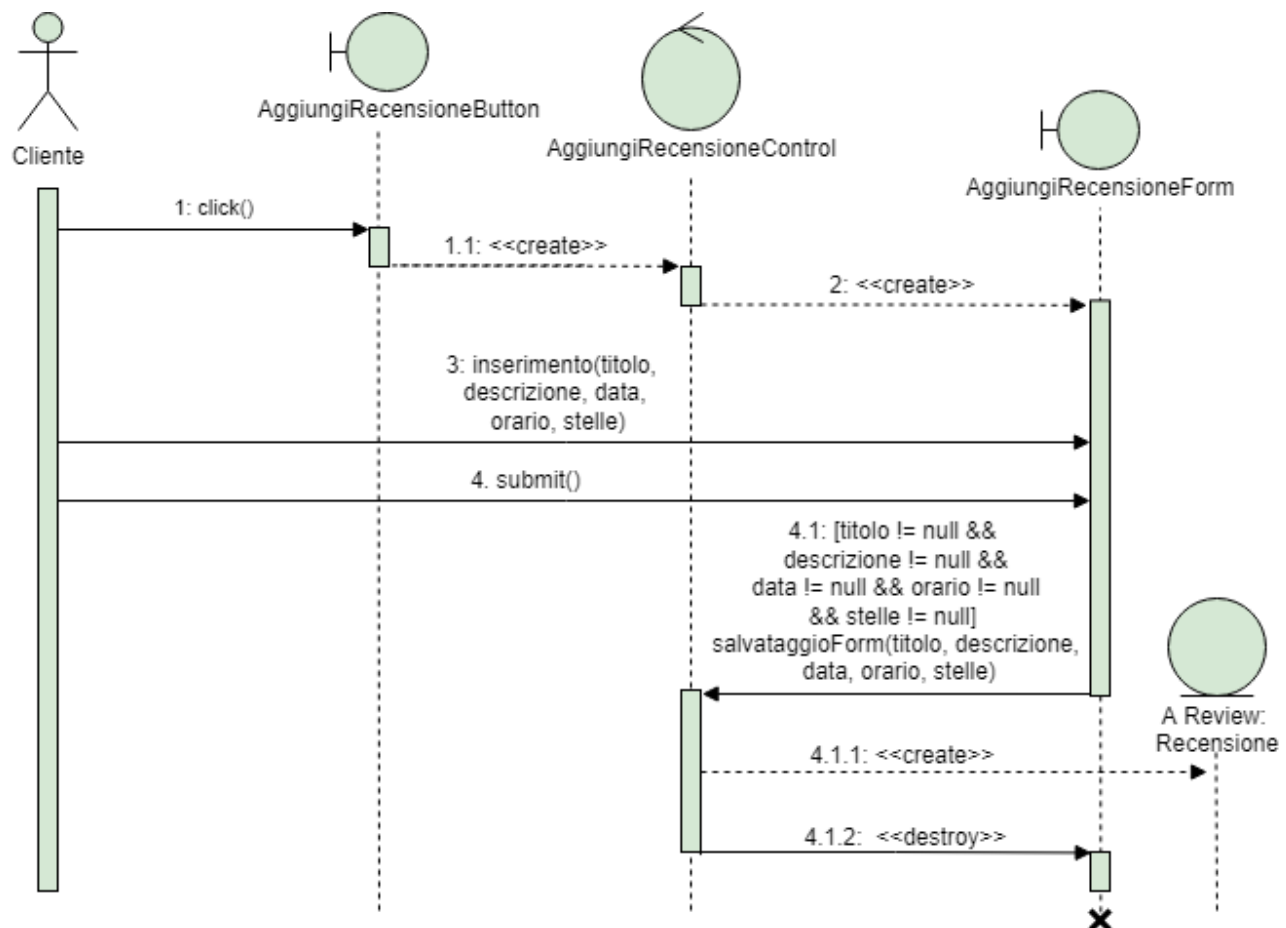 AggiungiRecensioneButton
Cliente
AggiungiRecensioneControl
AggiungiRecensioneForm
1: click()
1.1: <<create>>
2: <<create>>
3: inserimento(titolo,
descrizione, data,
orario, stelle)
4. submit()
4.1: [titolo != null &&
descrizione != null &&
data != null && orario != null
&& stelle != null]
salvataggioForm(titolo, descrizione,
data, orario, stelle)
A Review:
Recensione
4.1.1: <<create>>
4.1.2: <<destroy>>